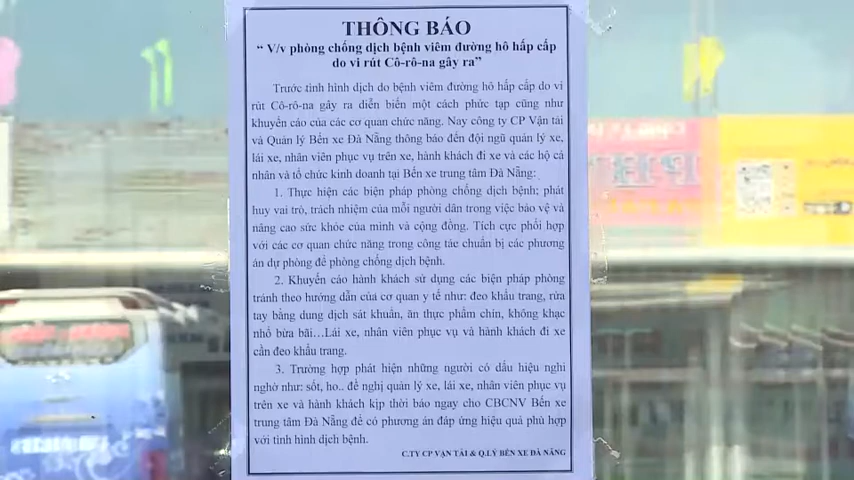 THÔNG BÁO
“ V/v phòng chống dịch bệnh viêm đường hô hấp cấp
do vi rút Cô-rô-na gây ra”
Trước tình hình dịch do bệnh viêm đường hô hấp cấp do vi
rút Cô-rô-na gây ra diễn biến một cách phức tạp cũng như
khuyến cáo của các cơ quan chức năng. Nay công ty CP Vận tải
và Quản lý Bến xe Đà Nẵng thông báo đến đội ngũ quản lý xe,
lái xe, nhân viên phục vụ trên xe, hành khách đi xe và các hộ cá
nhân và tổ chức kinh doanh tại Bến xe trung tâm Đà Nẵng:
1. Thực hiện các biện pháp phòng chống dịch bệnh; phát
huy vai trò, trách nhiệm của mỗi người dân trong việc bảo vệ và
nâng cao sức khỏe của mình và cộng đồng. Tích cực phối hợp
với các cơ quan chức năng trong công tác chuẩn bị các phương
án dự phòng để phòng chống dịch bệnh.
2. Khuyến cáo hành khách sử dụng các biện pháp phòng
tránh theo hướng dẫn của cơ quan y tế như: đeo khẩu trang, rửa
tay bằng dung dịch sát khuẩn, ăn thực phẩm chín, không khạc
nhổ bừa bãi...Lái xe, nhân viên phục vụ và hành khách đi xe
cần đeo khẩu trang.
3. Trường hợp phát hiện những người có dấu hiệu nghi
ngờ như: sốt, ho.. đề nghị quản lý xe, lái xe, nhân viên phục vụ
trên xe và hành khách kịp thời báo ngay cho CBCNV Bến xe
trung tâm Đà Nẵng để có phương án đáp ứng hiệu quả phù hợp
với tình hình dịch bệnh.
C.TY CP VẬN TẢI & Q.LÝ BẾN XE ĐÀ NẴNG